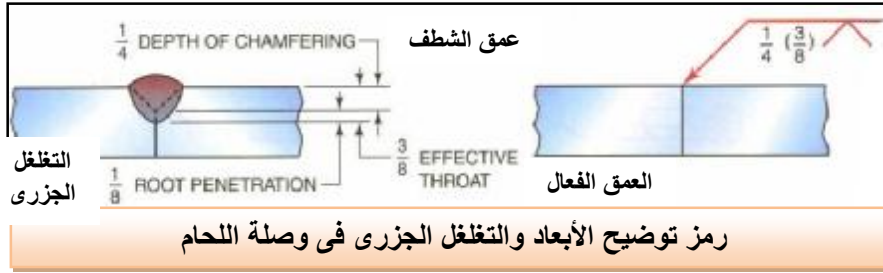 1/4 DEPTH OF CHAMFERING
عمق الشطف
1/4 (3/8)
التغلغل
الجزرى
1/8 ROOT PENETRATION
3/8 EFFECTIVE
THROAT
العمق الفعال
رمز توضيح الأبعاد والتغلغل الجزرى فى وصلة اللحام